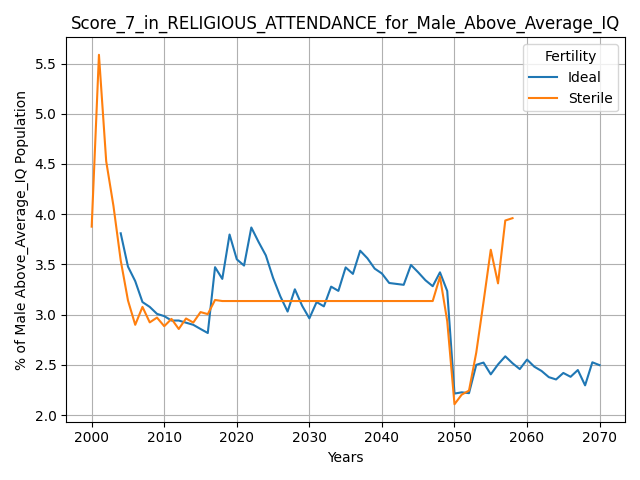 Score_7_in_RELIGIOUS_ATTENDANCE_for_Male_Above_Average_IQ
% of Male Above_Average_IQ Population
5.5
5.0
4.5
4.0
3.5
3.0
2.5
2.0
Fertility
Ideal
Sterile
2000 2010 2020 2030 2040 2050 2060 2070
Years